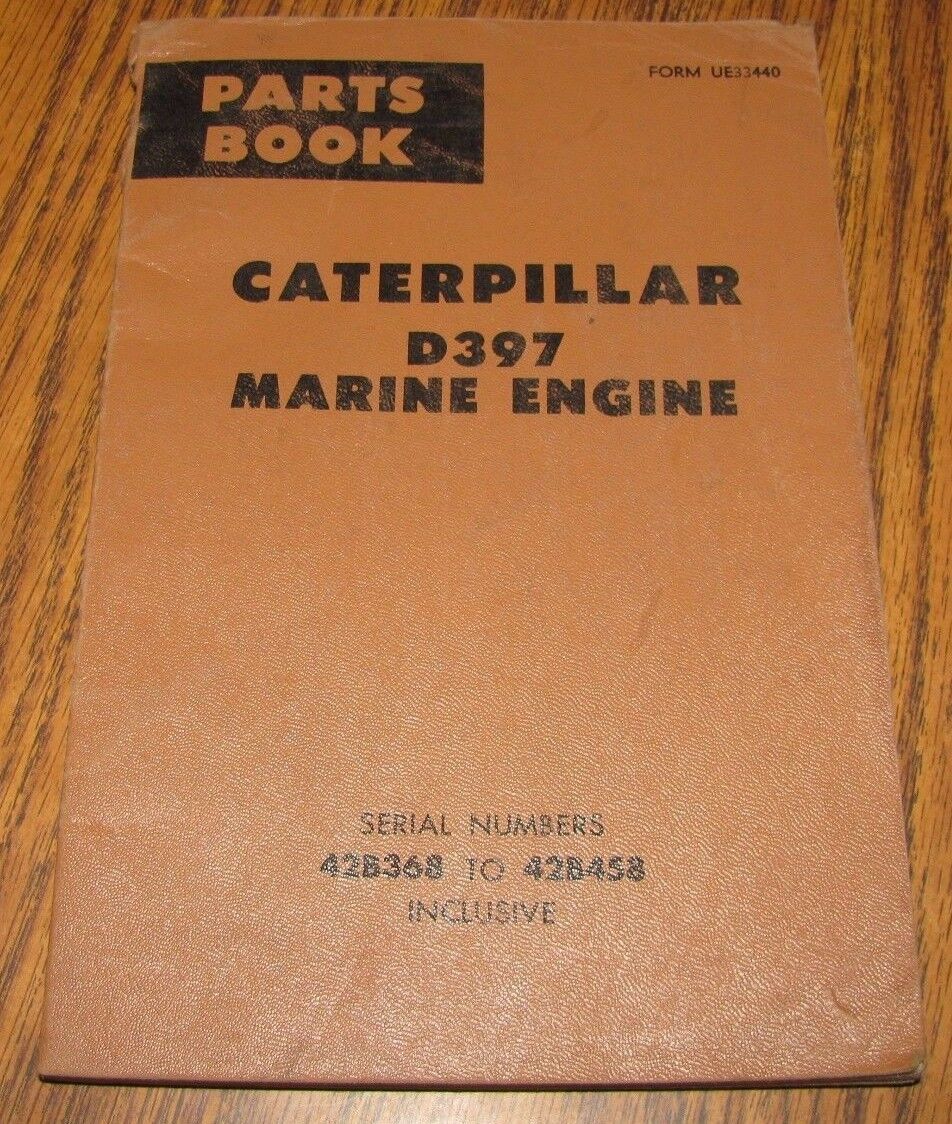 PARTS
BOOK
FORM UE33440
CATERPILLAR
D397
MARINE ENGINE
SERIAL NUMBERS
42B368 TO 42B458
INCLUSIVE